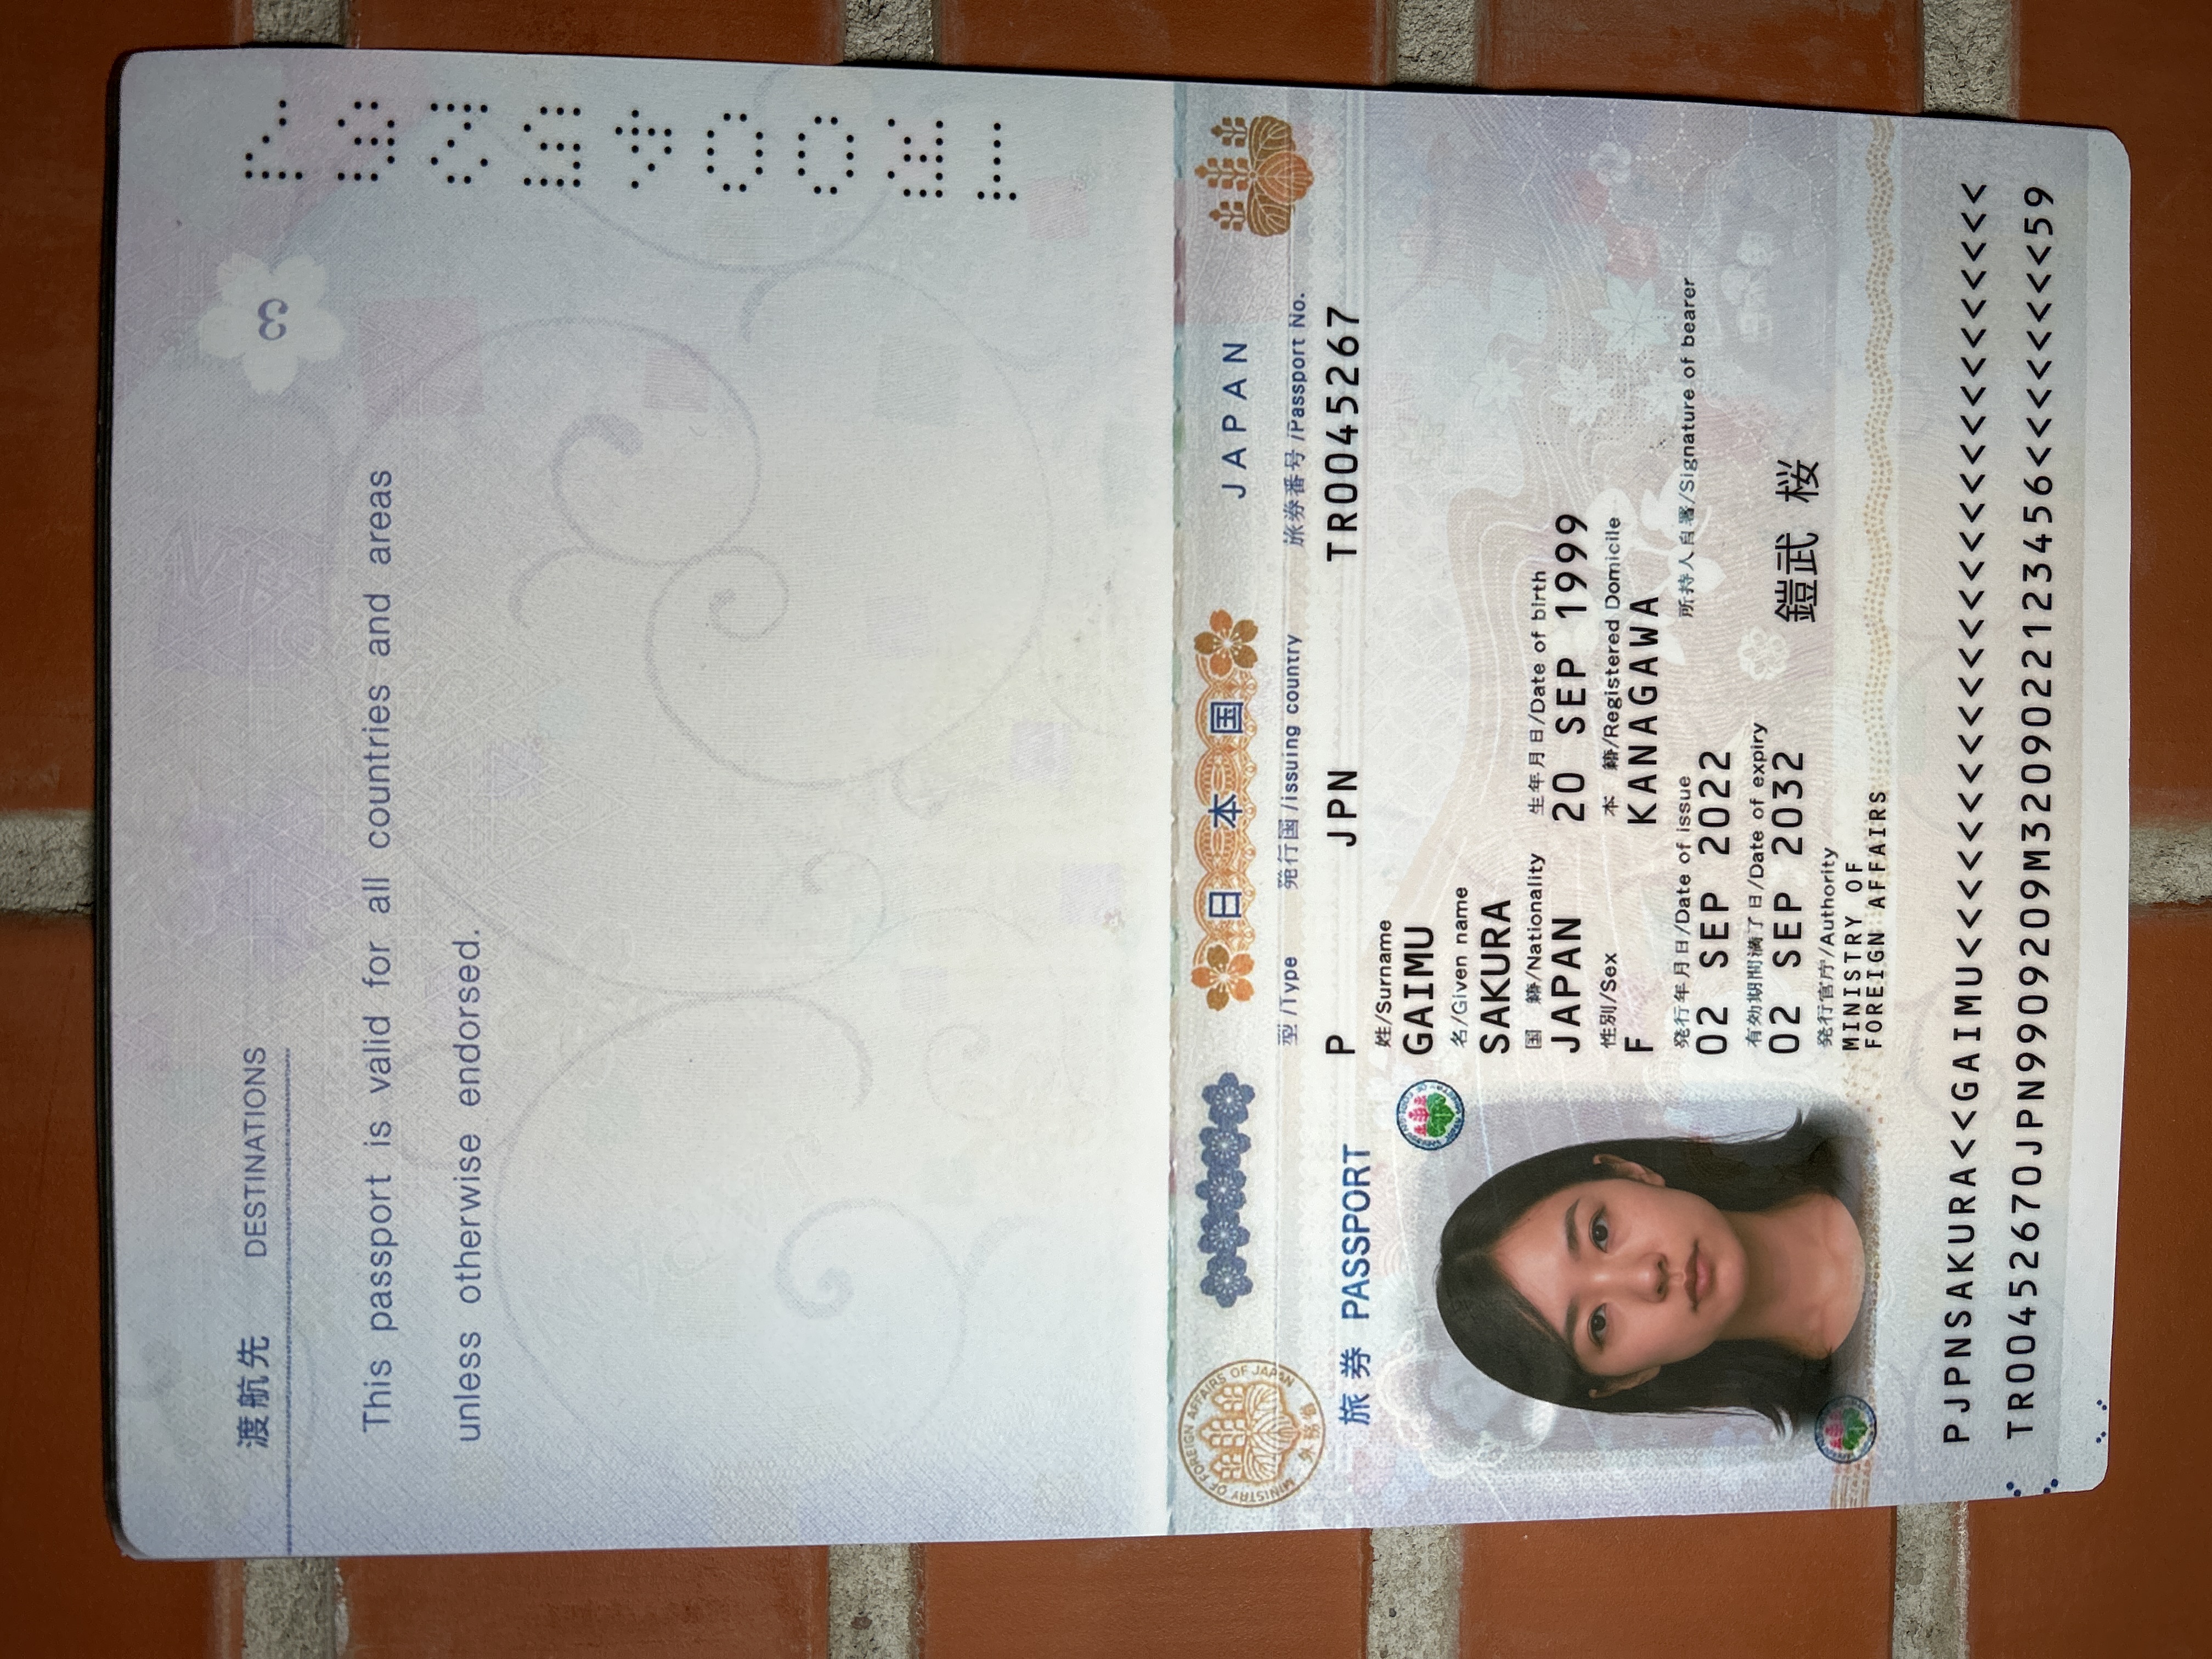 渡航先 DESTINATIONS
3
This passport is valid for all countries and areas
unless otherwise endorsed.
TR0045267
MINISTRY OF FOREIGN AFFAIRS OF JAPAN
外務省
日本国
JAPAN
旅券 PASSPORT
型/Type 発行国/Issuing country 旅券番号/Passport No.
P JPN TR0045267
姓/Surname
GAIMU
名/Given name
SAKURA
国 籍/Nationality 生年月日/Date of birth
JAPAN 20 SEP 1999
性別/Sex 本 籍/Registered Domicile
F KANAGAWA
発行年月日/Date of issue 所持人自署/Signature of bearer
02 SEP 2022
有効期間満了日/Date of expiry
02 SEP 2032 鎧武 桜
発行官庁/Authority
MINISTRY OF
FOREIGN AFFAIRS
PJPNSAKURA<<GAIMU<<<<<<<<<<<<<<<<<<<<<<<<<<<
TR00452670JPN9909209M3209022123456<<<<<<<<59